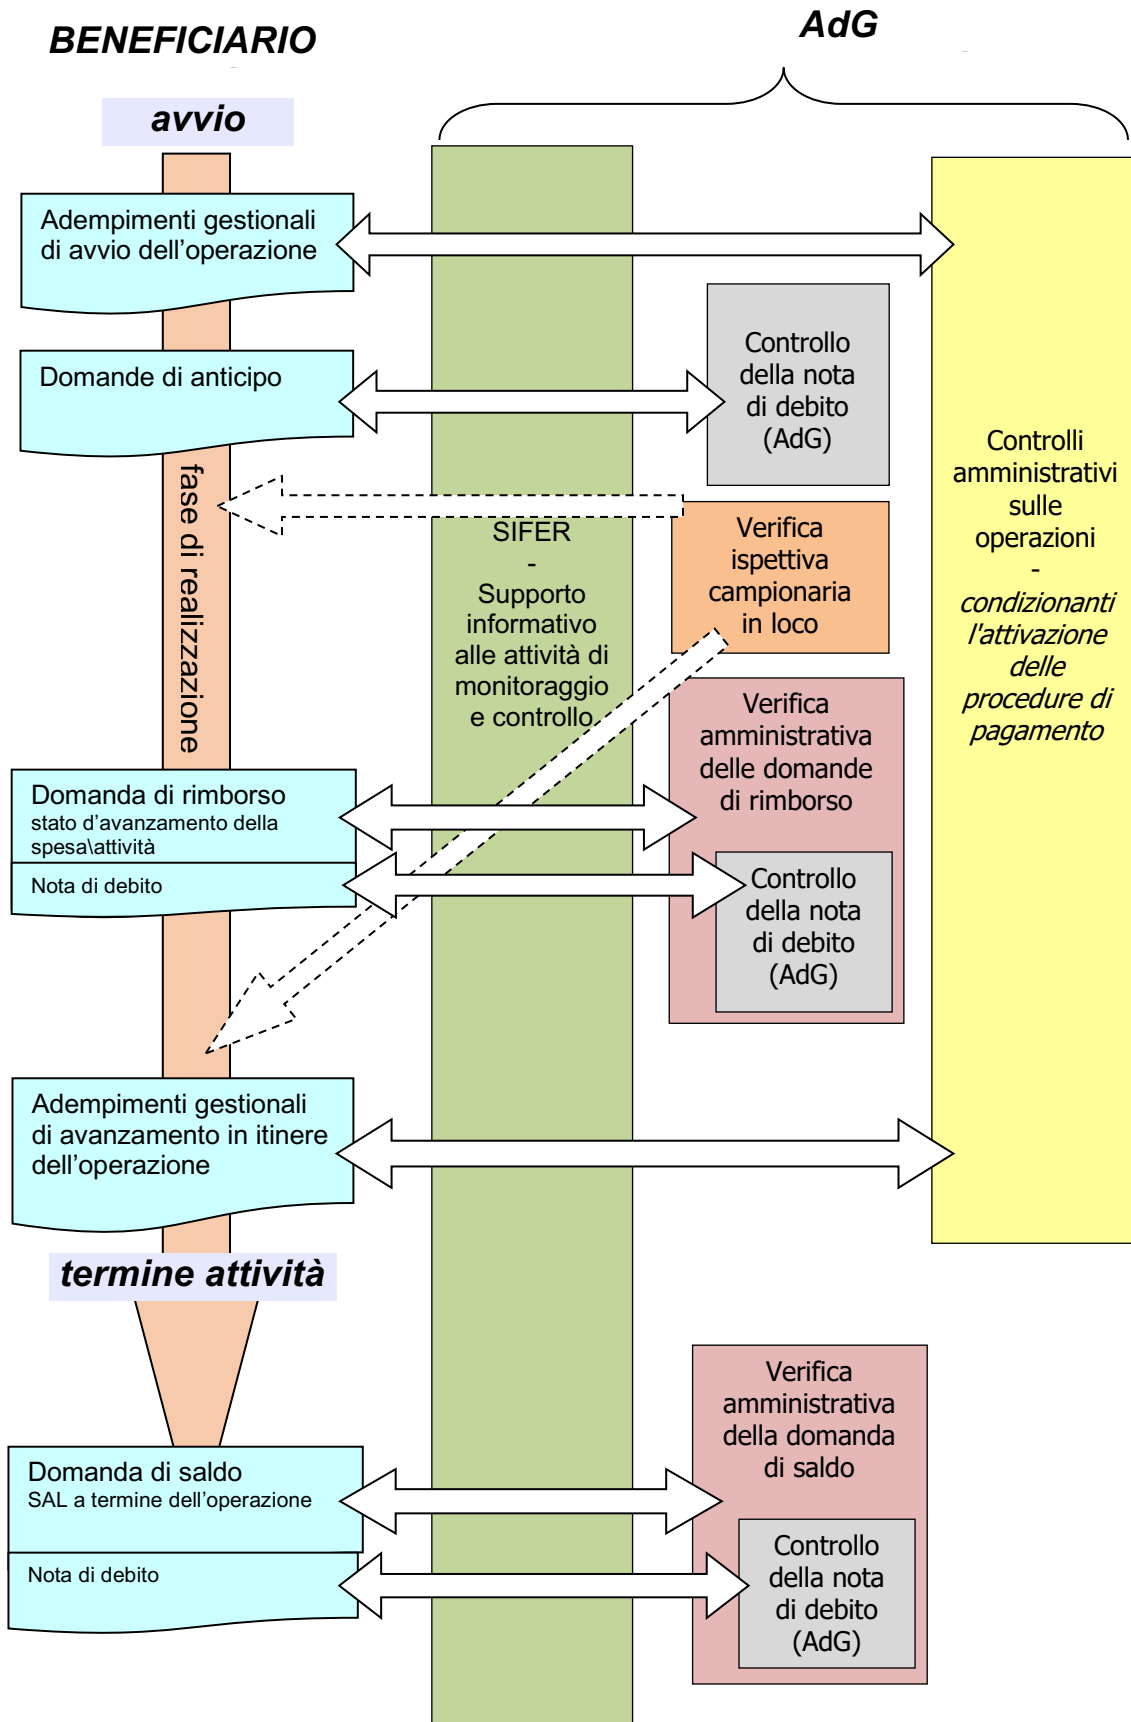 BENEFICIARIO
AdG
avvio
Adempimenti gestionali
di avvio dell’operazione
Domande di anticipo
Controllo
della nota
di debito
(AdG)
fase di realizzazione
SIFER
-
Supporto
informativo
alle attività di
monitoraggio
e controllo
Verifica
ispettiva
campionaria
in loco
Controlli
amministrativi
sulle
operazioni
-
condizionanti
l'attivazione
delle
procedure di
pagamento
Verifica
amministrativa
delle domande
di rimborso
Domanda di rimborso
stato d’avanzamento della
spesa\attività
Nota di debito
Controllo
della nota
di debito
(AdG)
Adempimenti gestionali
di avanzamento in itinere
dell’operazione
termine attività
Verifica
amministrativa
della domanda
di saldo
Domanda di saldo
SAL a termine dell’operazione
Nota di debito
Controllo
della nota
di debito
(AdG)